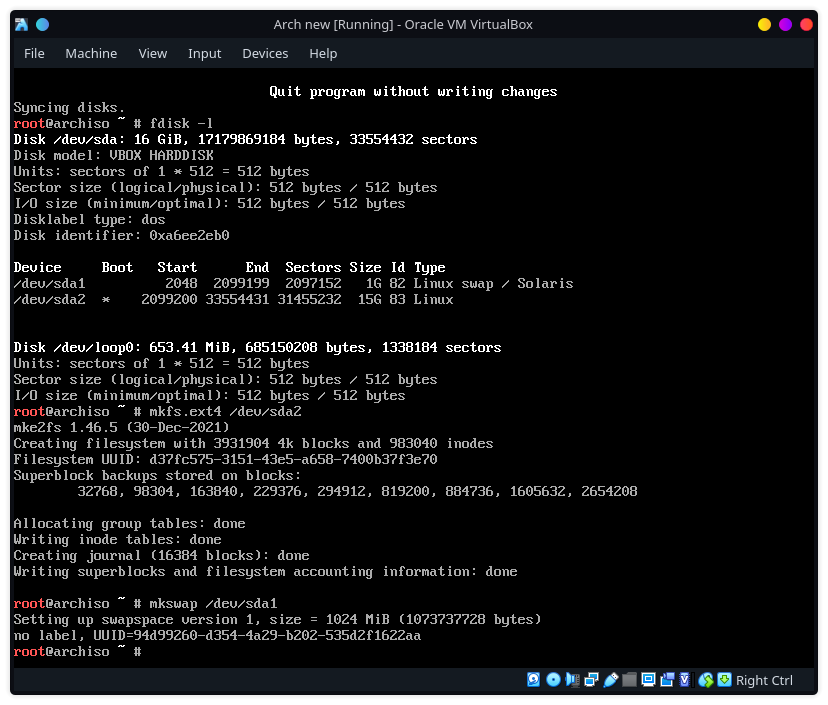 Arch new [Running] - Oracle VM VirtualBox
File Machine View Input Devices Help
Quit program without writing changes
Syncing disks.
root@archiso ~ # fdisk -l
Disk /dev/sda: 16 GiB, 17179869184 bytes, 33554432 sectors
Disk model: VBOX HARDDISK
Units: sectors of 1 * 512 = 512 bytes
Sector size (logical/physical): 512 bytes / 512 bytes
I/O size (minimum/optimal): 512 bytes / 512 bytes
Disklabel type: dos
Disk identifier: 0xa6ee2eb0
Device     Boot   Start      End  Sectors Size Id Type
/dev/sda1          2048  2099199  2097152   1G 82 Linux swap / Solaris
/dev/sda2  *    2099200 33554431 31455232  15G 83 Linux
Disk /dev/loop0: 653.41 MiB, 685150208 bytes, 1338184 sectors
Units: sectors of 1 * 512 = 512 bytes
Sector size (logical/physical): 512 bytes / 512 bytes
I/O size (minimum/optimal): 512 bytes / 512 bytes
root@archiso ~ # mkfs.ext4 /dev/sda2
mke2fs 1.46.5 (30-Dec-2021)
Creating filesystem with 3931904 4k blocks and 983040 inodes
Filesystem UUID: d37fc575-3151-43e5-a658-7400b37f3e70
Superblock backups stored on blocks:
        32768, 98304, 163840, 229376, 294912, 819200, 884736, 1605632, 2654208
Allocating group tables: done
Writing inode tables: done
Creating journal (16384 blocks): done
Writing superblocks and filesystem accounting information: done
root@archiso ~ # mkswap /dev/sda1
Setting up swapspace version 1, size = 1024 MiB (1073737728 bytes)
no label, UUID=94d99260-d354-4a29-b202-535d2f1622aa
root@archiso ~ #
Right Ctrl